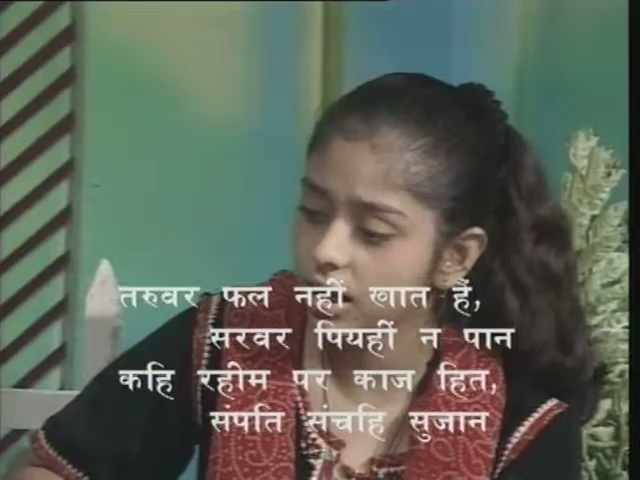 तरुवर फल नहीं खात हैं,
सरवर पियहीं न पान
कहि रहीम पर काज हित,
संपति संचहि सुजान